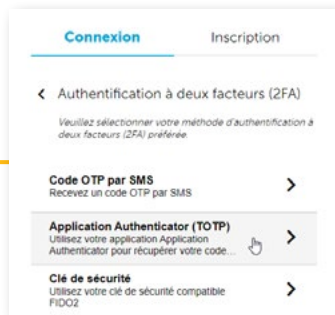 Connexion Inscription
Authentification à deux facteurs (2FA)
Veuillez sélectionner votre méthode d'authentification à
deux facteurs (2FA) préférée.
Code OTP par SMS
Recevez un code OTP par SMS
Application Authenticator (TOTP)
Utilisez votre application Application
Authenticator pour récupérer votre code...
Clé de sécurité
Utilisez votre clé de sécurité compatible
FIDO2